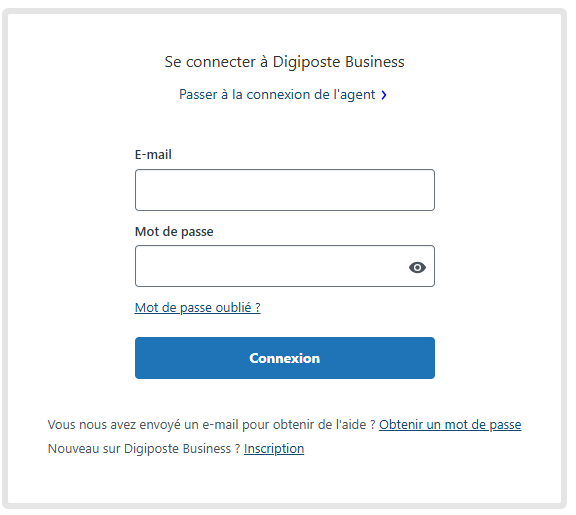 Se connecter à Digiposte Business
Passer à la connexion de l'agent
E-mail
Mot de passe
Mot de passe oublié ?
Connexion
Vous nous avez envoyé un e-mail pour obtenir de l'aide ? Obtenir un mot de passe
Nouveau sur Digiposte Business ? Inscription